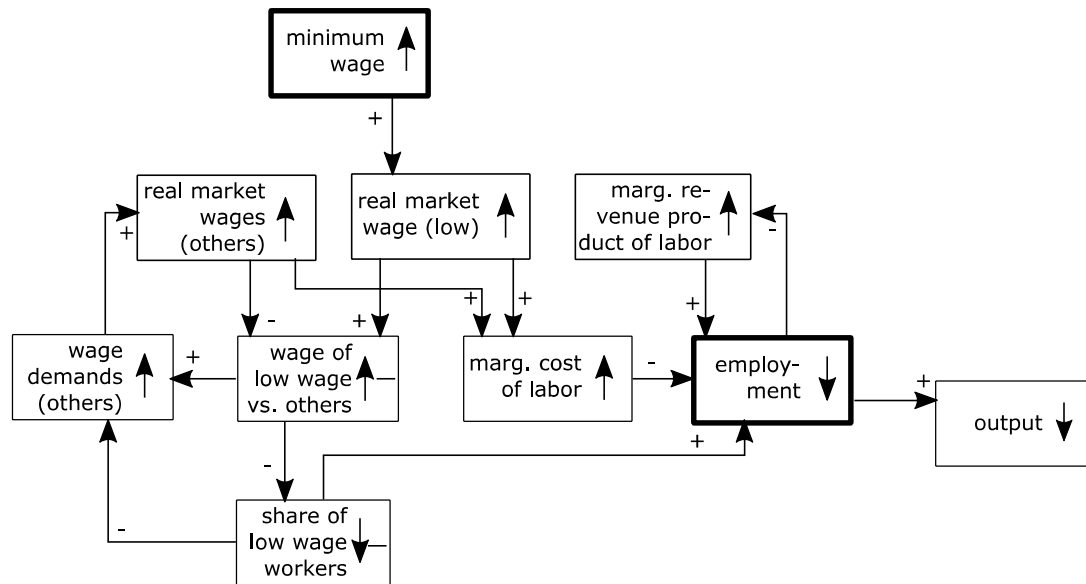 minimum
wage
+
real market
wages
(others)
real market
wage (low)
marg. re-
venue pro-
duct of labor
+
-
-
+
+
+
+
wage
demands
(others)
+
wage of
low wage
vs. others
marg. cost
of labor
-
employ-
ment
+
output
-
+
-
share of
low wage
workers